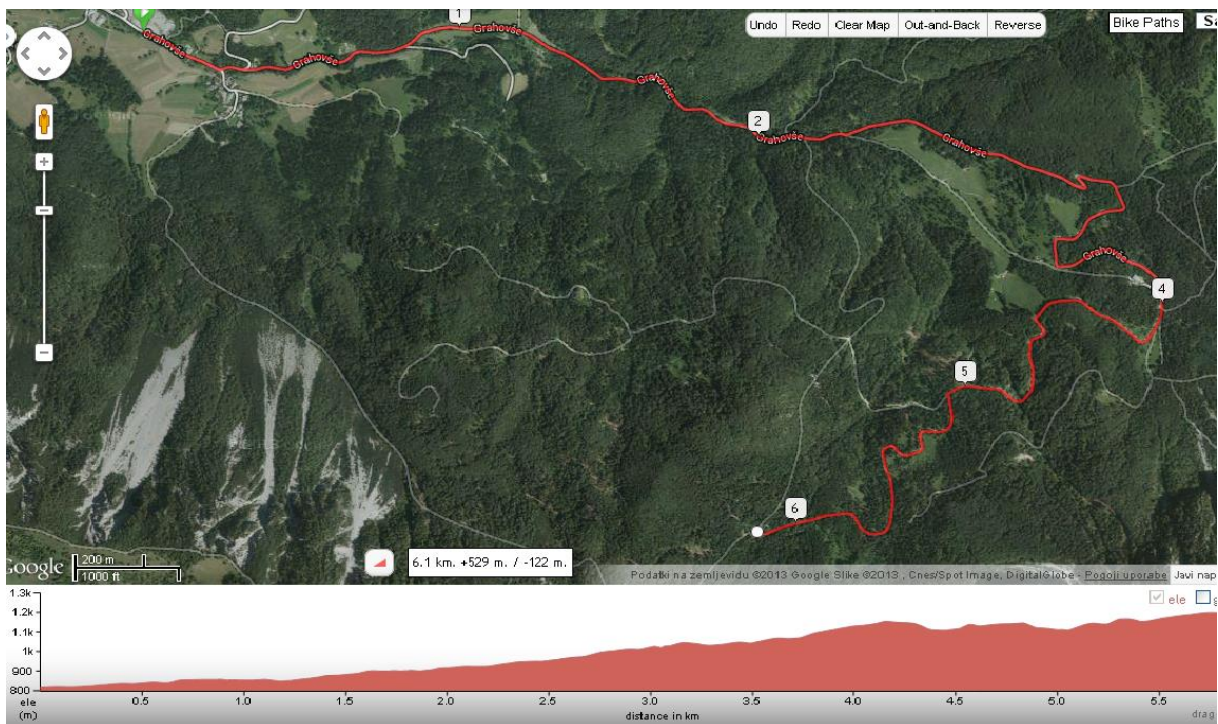 1
Undo Redo Clear Map Out-and-Back Reverse
Bike Paths
Grahovše
Grahovše
Grahovše
Grahovše
2
Grahovše
Grahovše
Grahovše
4
5
6
200 m
1000 ft
Google
6.1 km. +529 m. / -122 m.
Podatki na zemljevidu ©2013 Google Slike ©2013 , Cnes/Spot Image, DigitalGlobe - Pogoji uporabe Javi nap
ele
1.3k
1.2k
1.1k
1k
900
800
ele
(m)
0.5 1.0 1.5 2.0 2.5 3.0 3.5 4.0 4.5 5.0 5.5
distance in km
drag